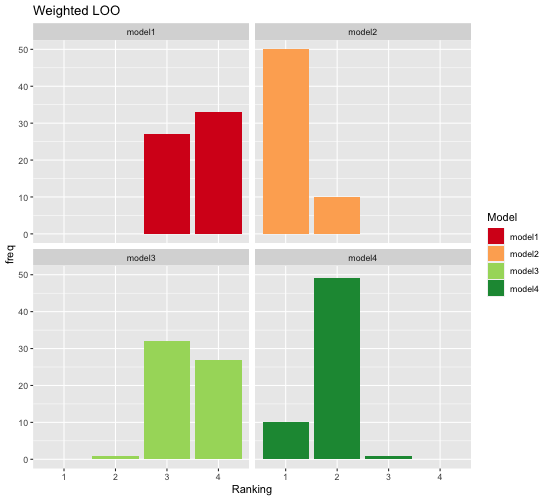 Weighted LOO
model1 model2
50
40
30
20
10
0
freq
model3 model4
50
40
30
20
10
0
1 2 3 4 1 2 3 4
Ranking
Model
model1
model2
model3
model4